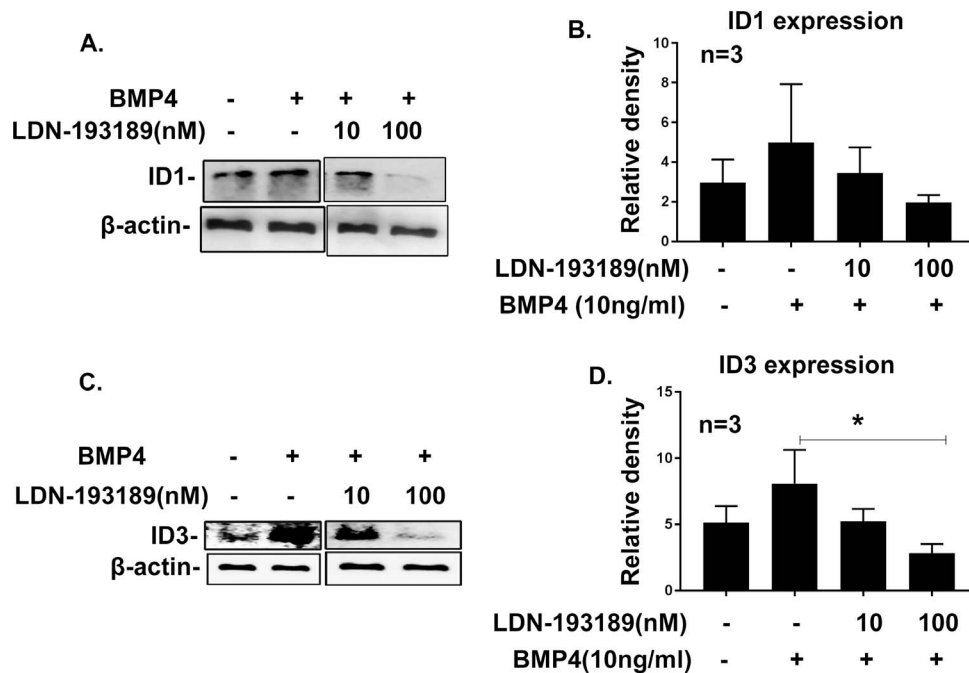 A.
BMP4 - + + +
LDN-193189(nM) - - 10 100
ID1-
β-actin-
B.
ID1 expression
n=3
Relative density
10
8
6
4
2
0
LDN-193189(nM) - - 10 100
BMP4 (10ng/ml) - + + +
C.
BMP4 - + + +
LDN-193189(nM) - - 10 100
ID3-
β-actin-
D.
ID3 expression
n=3
*
Relative density
15
10
5
0
LDN-193189(nM) - - 10 100
BMP4(10ng/ml) - + + +